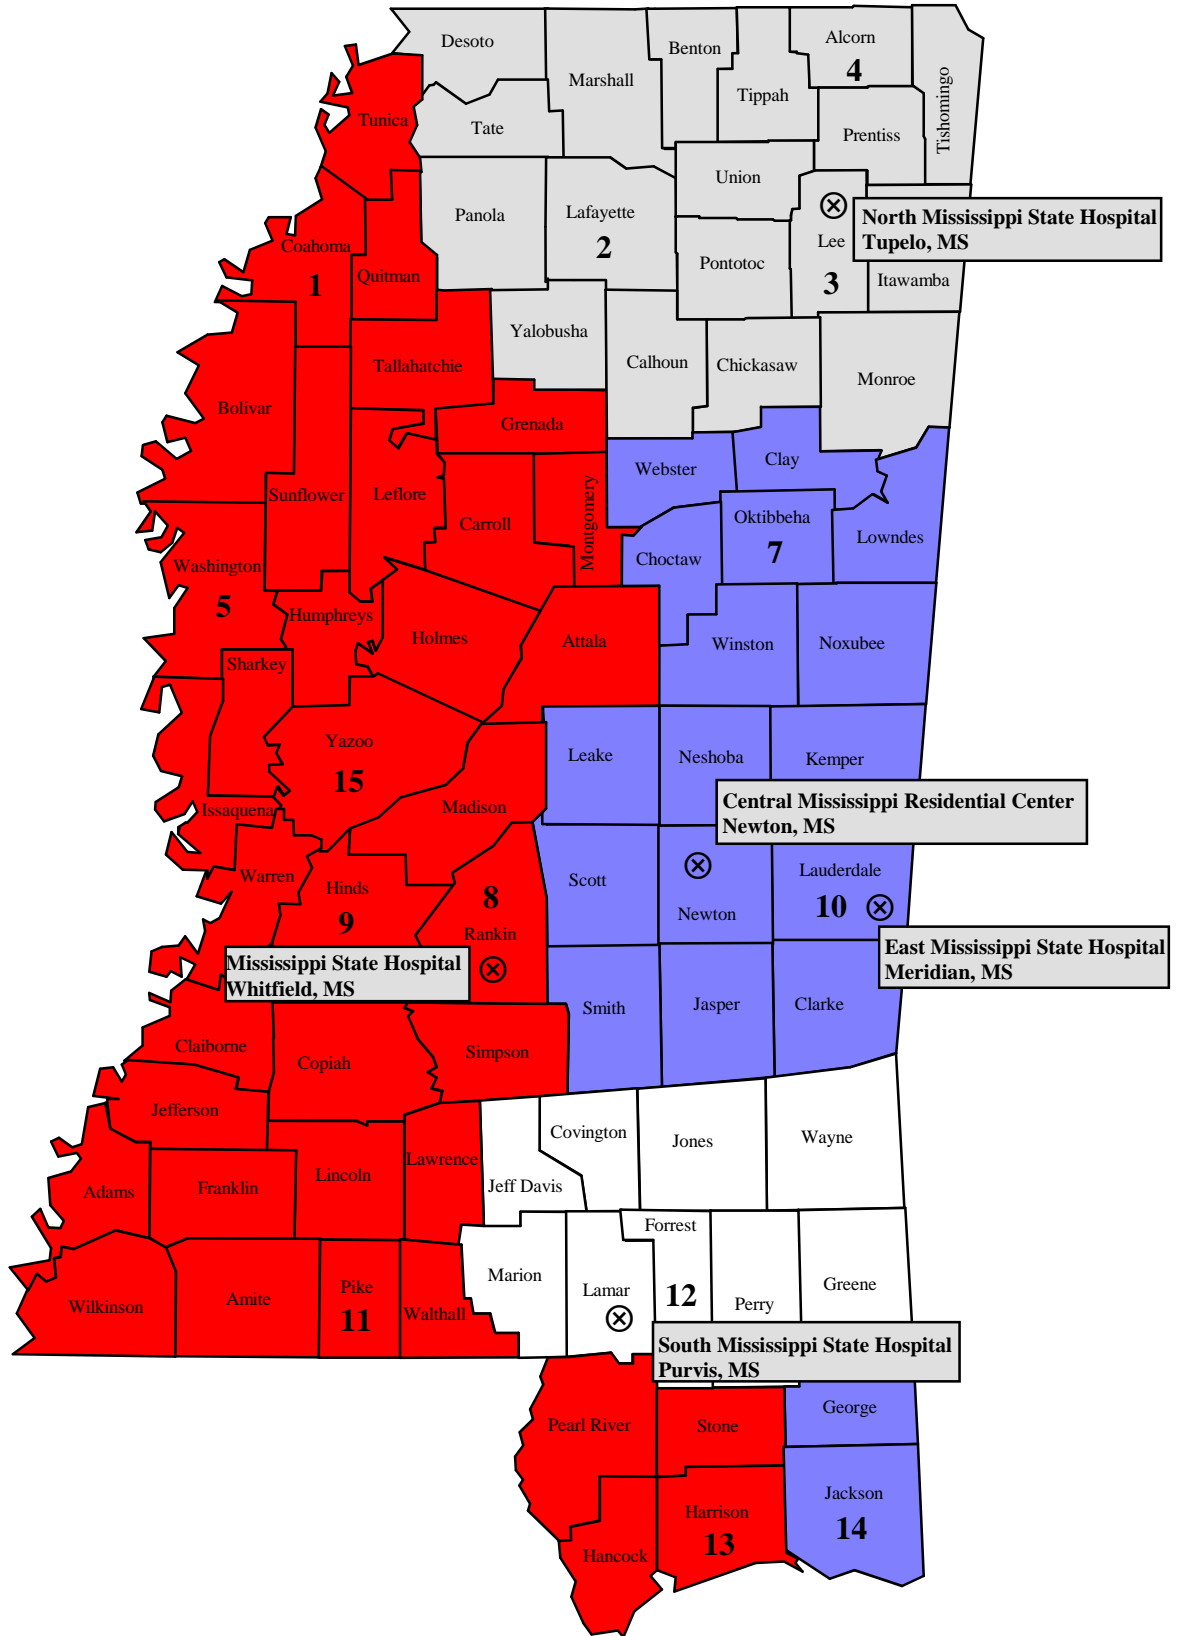 Desoto
Marshall
Benton
Tippah
Alcorn
4
Tishomingo
Tunica
Tate
Prentiss
Panola
Lafayette
2
Union
Pontotoc
Lee
3
North Mississippi State Hospital
Tupelo, MS
Itawamba
Coahoma
1
Quitman
Tallahatchie
Yalobusha
Calhoun
Chickasaw
Monroe
Bolivar
Grenada
Sunflower
Leflore
Carroll
Montgomery
Webster
Clay
Oktibbeha
7
Lowndes
Choctaw
Washington
5
Humphreys
Holmes
Attala
Winston
Noxubee
Sharkey
Yazoo
15
Leake
Neshoba
Kemper
Issaquena
Madison
Central Mississippi Residential Center
Newton, MS
Warren
Hinds
9
8
Rankin
Scott
Newton
Lauderdale
10
Mississippi State Hospital
Whitfield, MS
East Mississippi State Hospital
Meridian, MS
Smith
Jasper
Clarke
Claiborne
Copiah
Simpson
Jefferson
Covington
Jones
Wayne
Adams
Franklin
Lincoln
Lawrence
Jeff Davis
Forrest
12
Wilkinson
Amite
Pike
11
Walthall
Marion
Lamar
Perry
Greene
South Mississippi State Hospital
Purvis, MS
Pearl River
Stone
George
Hancock
Harrison
13
Jackson
14